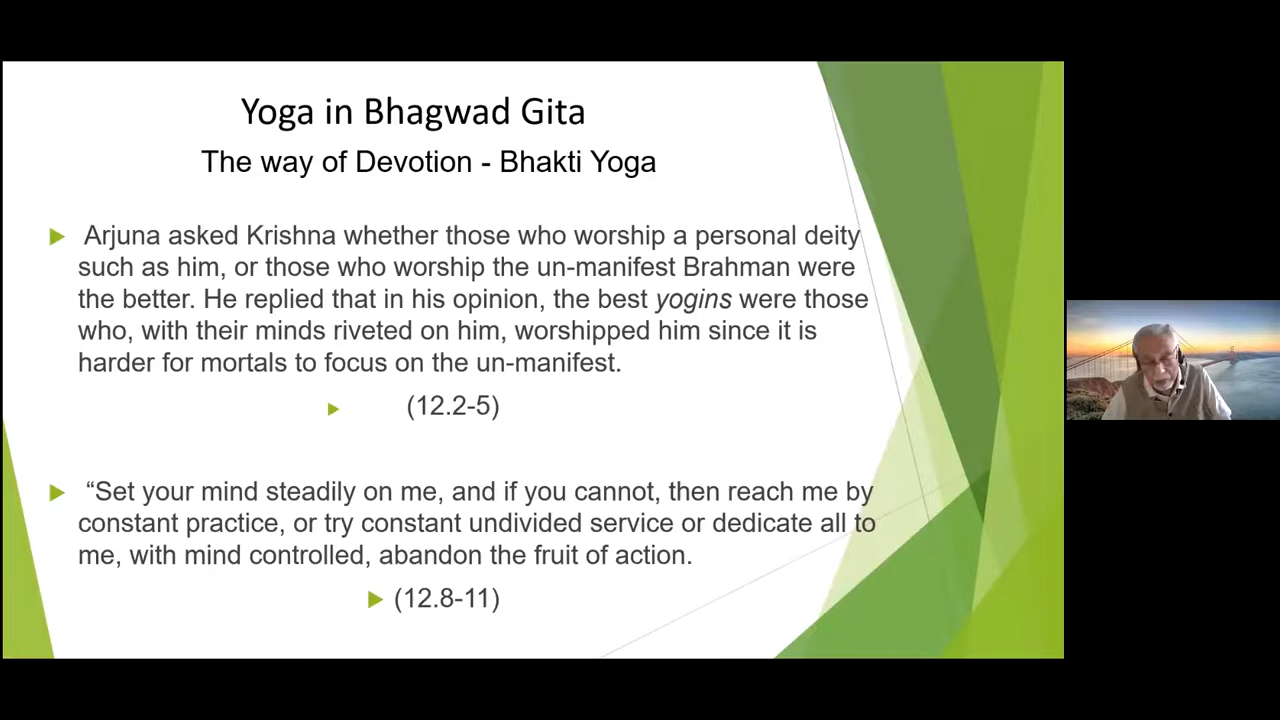 Yoga in Bhagwad Gita
The way of Devotion - Bhakti Yoga
Arjuna asked Krishna whether those who worship a personal deity
such as him, or those who worship the un-manifest Brahman were
the better. He replied that in his opinion, the best yogins were those
who, with their minds riveted on him, worshipped him since it is
harder for mortals to focus on the un-manifest.
(12.2-5)
“Set your mind steadily on me, and if you cannot, then reach me by
constant practice, or try constant undivided service or dedicate all to
me, with mind controlled, abandon the fruit of action.
(12.8-11)